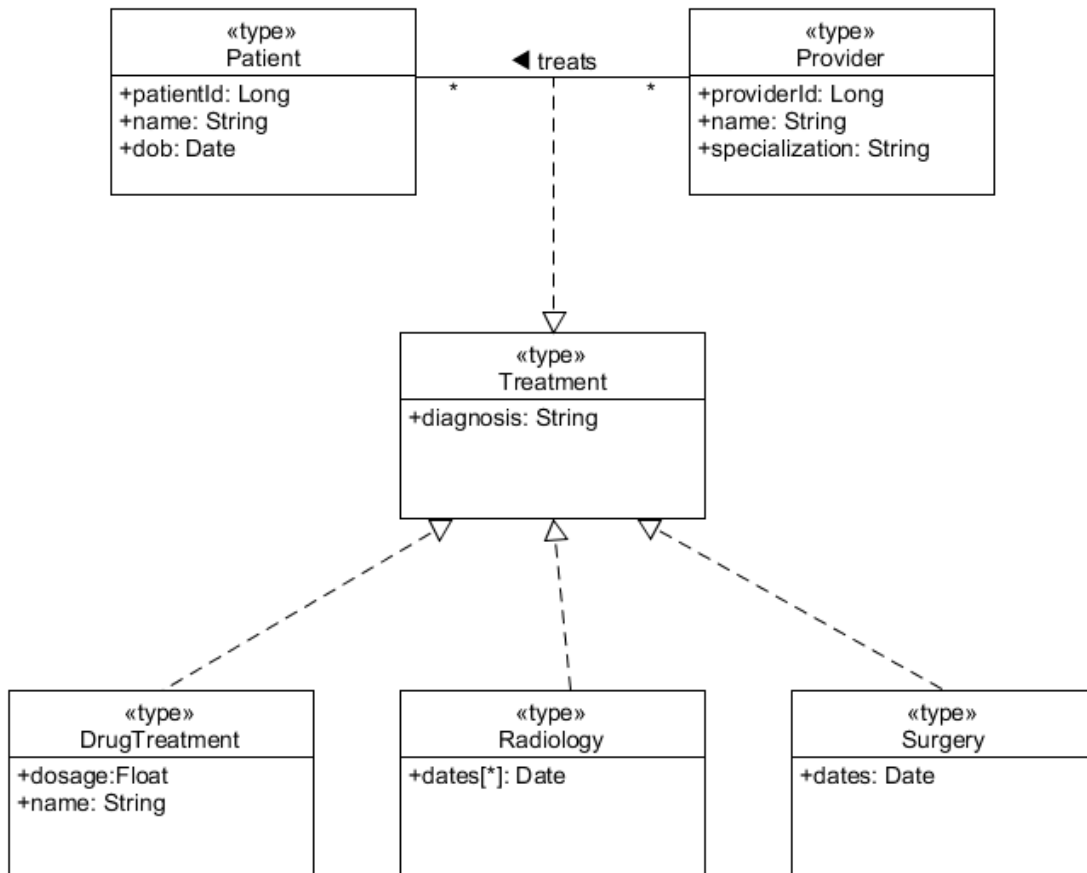 «type»
Patient
+patientId: Long
+name: String
+dob: Date
◀ treats
*
*
«type»
Provider
+providerId: Long
+name: String
+specialization: String
«type»
Treatment
+diagnosis: String
«type»
DrugTreatment
+dosage:Float
+name: String
«type»
Radiology
+dates[*]: Date
«type»
Surgery
+dates: Date